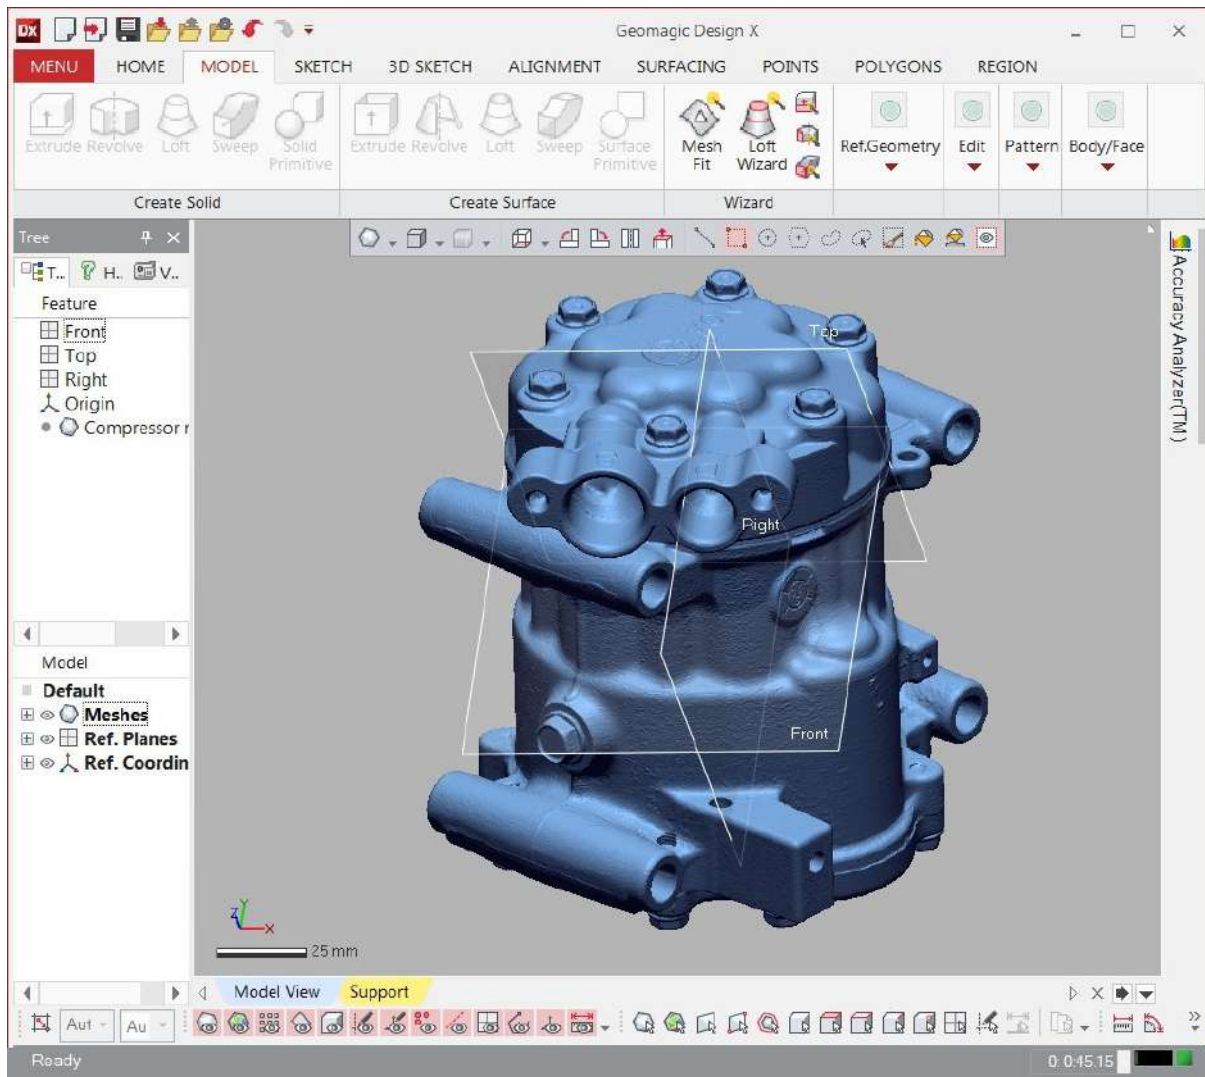 Dx
Geomagic Design X
MENU HOME MODEL SKETCH 3D SKETCH ALIGNMENT SURFACING POINTS POLYGONS REGION
Extrude Revolve Loft Sweep Solid Primitive Extrude Revolve Loft Sweep Surface Primitive Mesh Fit Loft Wizard Ref.Geometry Edit Pattern Body/Face
Create Solid Create Surface Wizard
Tree
T... H.. V..
Feature
Front
Top
Right
Origin
Compressor r
Model
Default
Meshes
Ref. Planes
Ref. Coordin
Top
Right
Front
Z Y X
25 mm
Accuracy Analyzer(TM)
Model View Support
Aut Au
Ready
0: 0:45.15